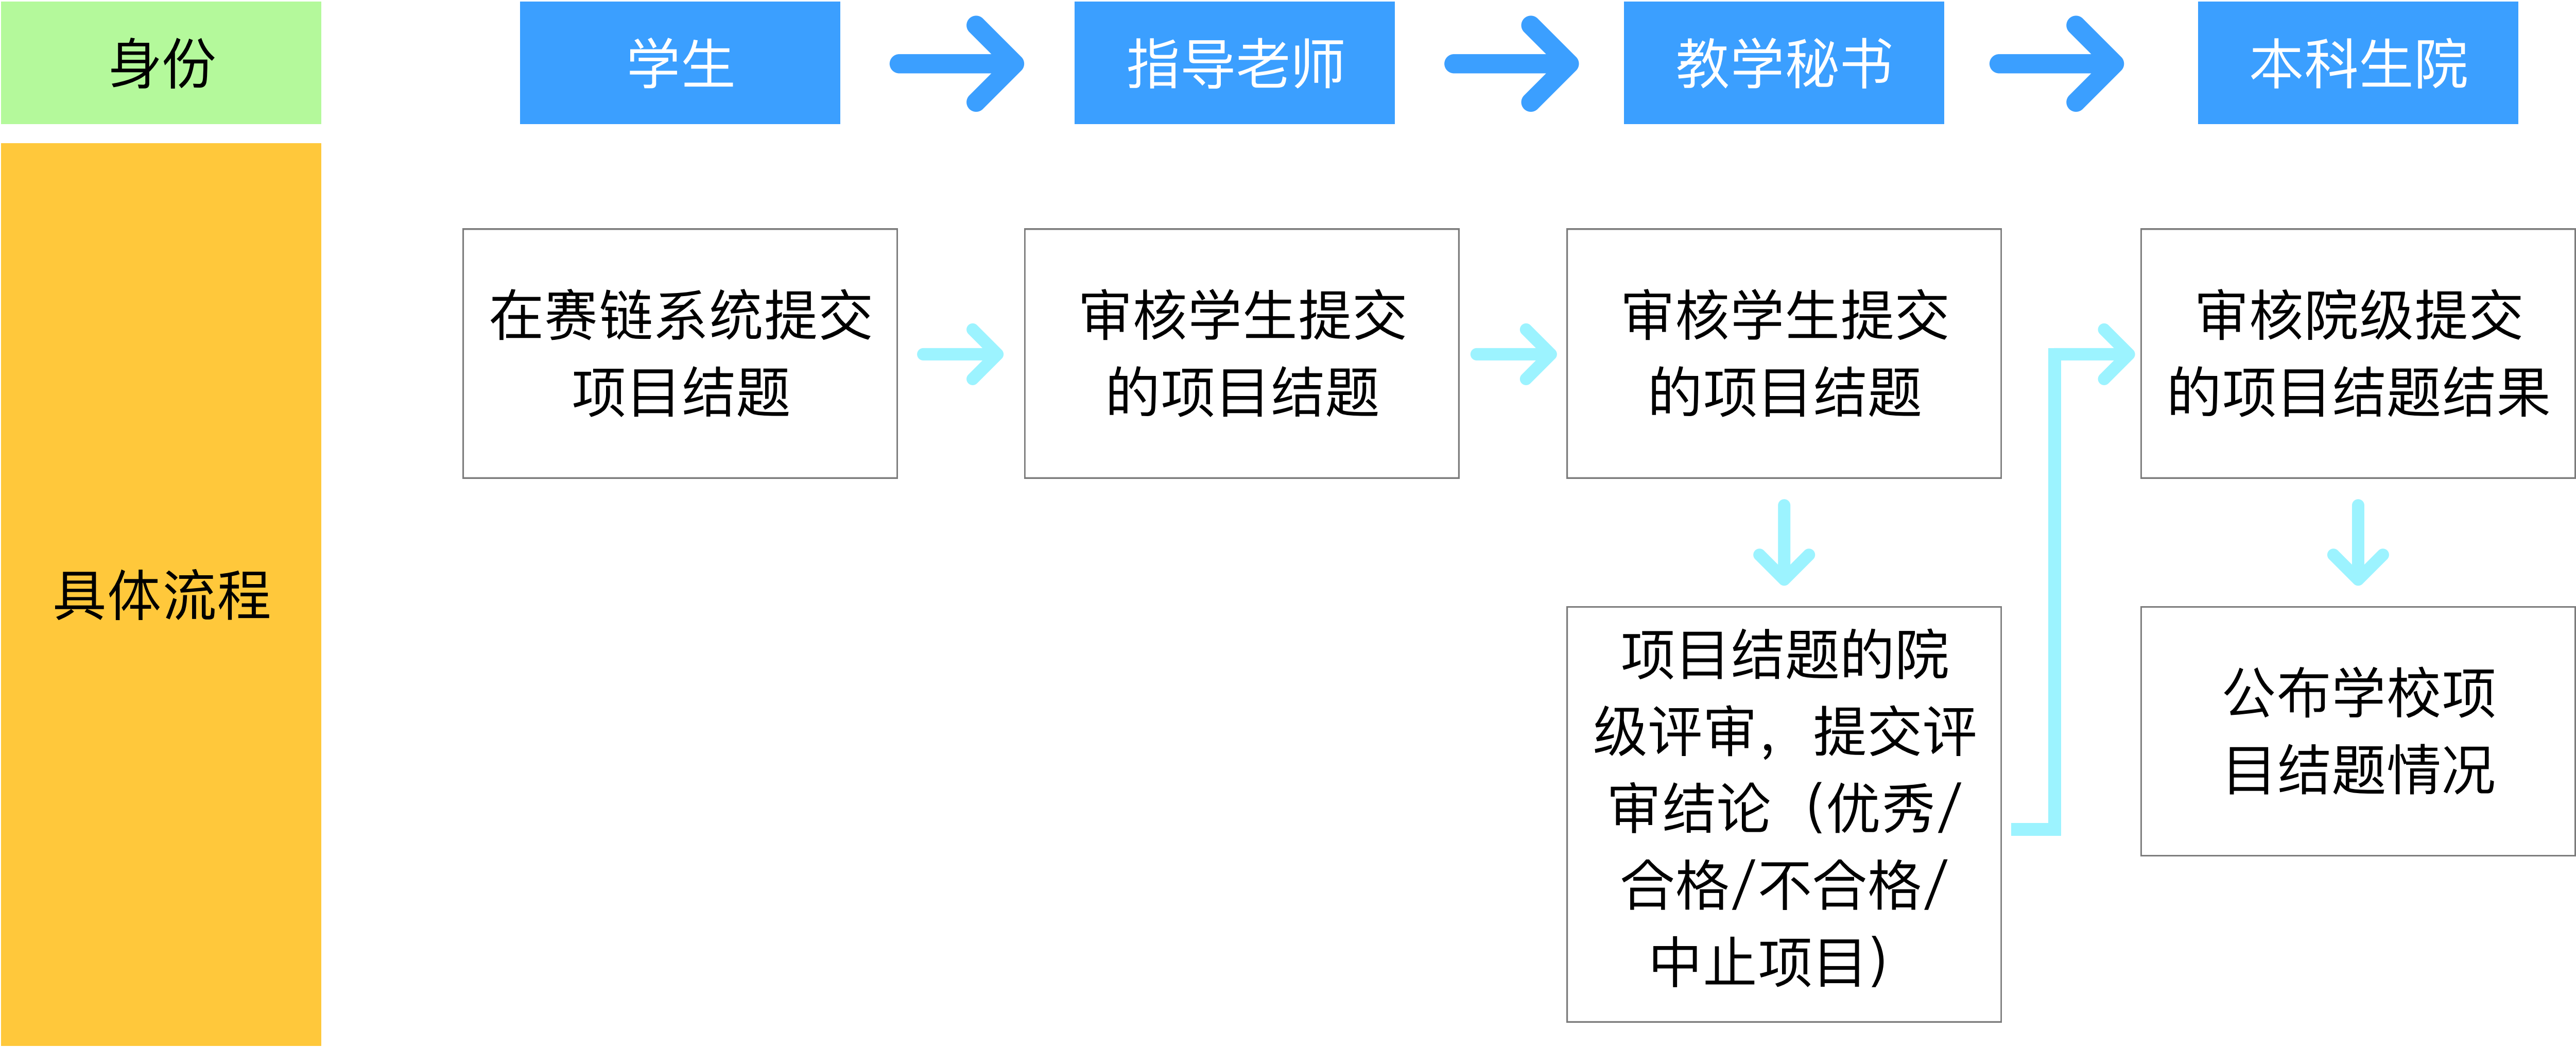 身份
学生
指导老师
教学秘书
本科生院
具体流程
在赛链系统提交
项目结题
审核学生提交
的项目结题
审核学生提交
的项目结题
项目结题的院
级评审，提交评
审结论（优秀/
合格/不合格/
中止项目）
审核院级提交
的项目结题结果
公布学校项
目结题情况